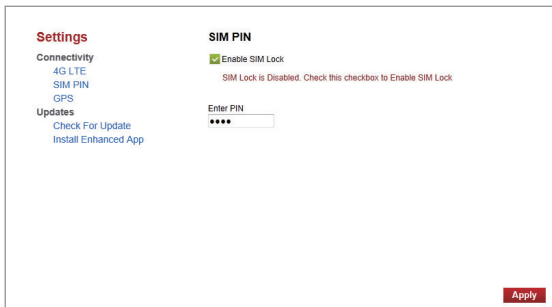 Settings
Connectivity
4G LTE
SIM PIN
GPS
Updates
Check For Update
Install Enhanced App
SIM PIN
Enable SIM Lock
SIM Lock is Disabled. Check this checkbox to Enable SIM Lock
Enter PIN
••••
Apply